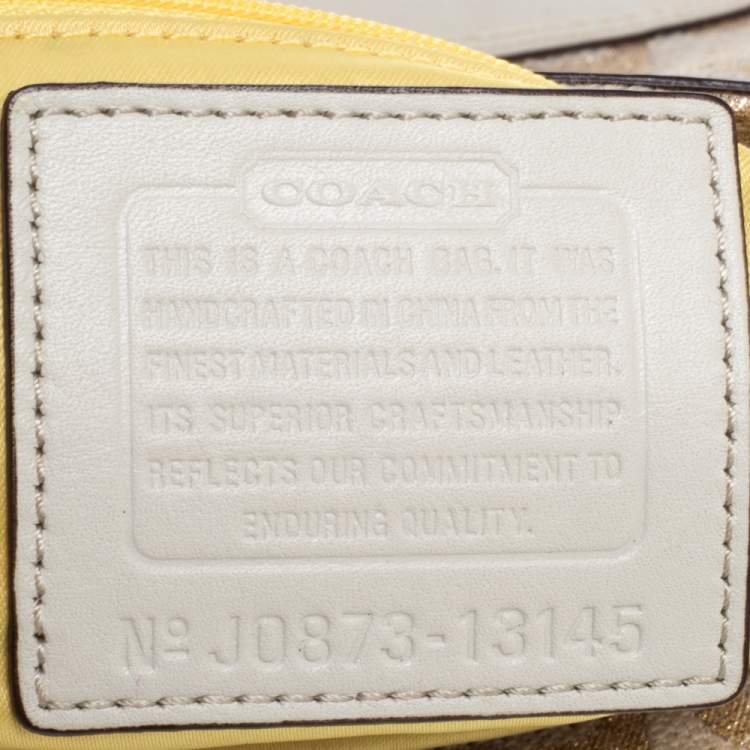 COACH
THIS IS A COACH BAG. IT WAS
HANDCRAFTED IN CHINA FROM THE
FINEST MATERIALS AND LEATHER.
ITS SUPERIOR CRAFTSMANSHIP
REFLECTS OUR COMMITMENT TO
ENDURING QUALITY.
Nº J0873-13145